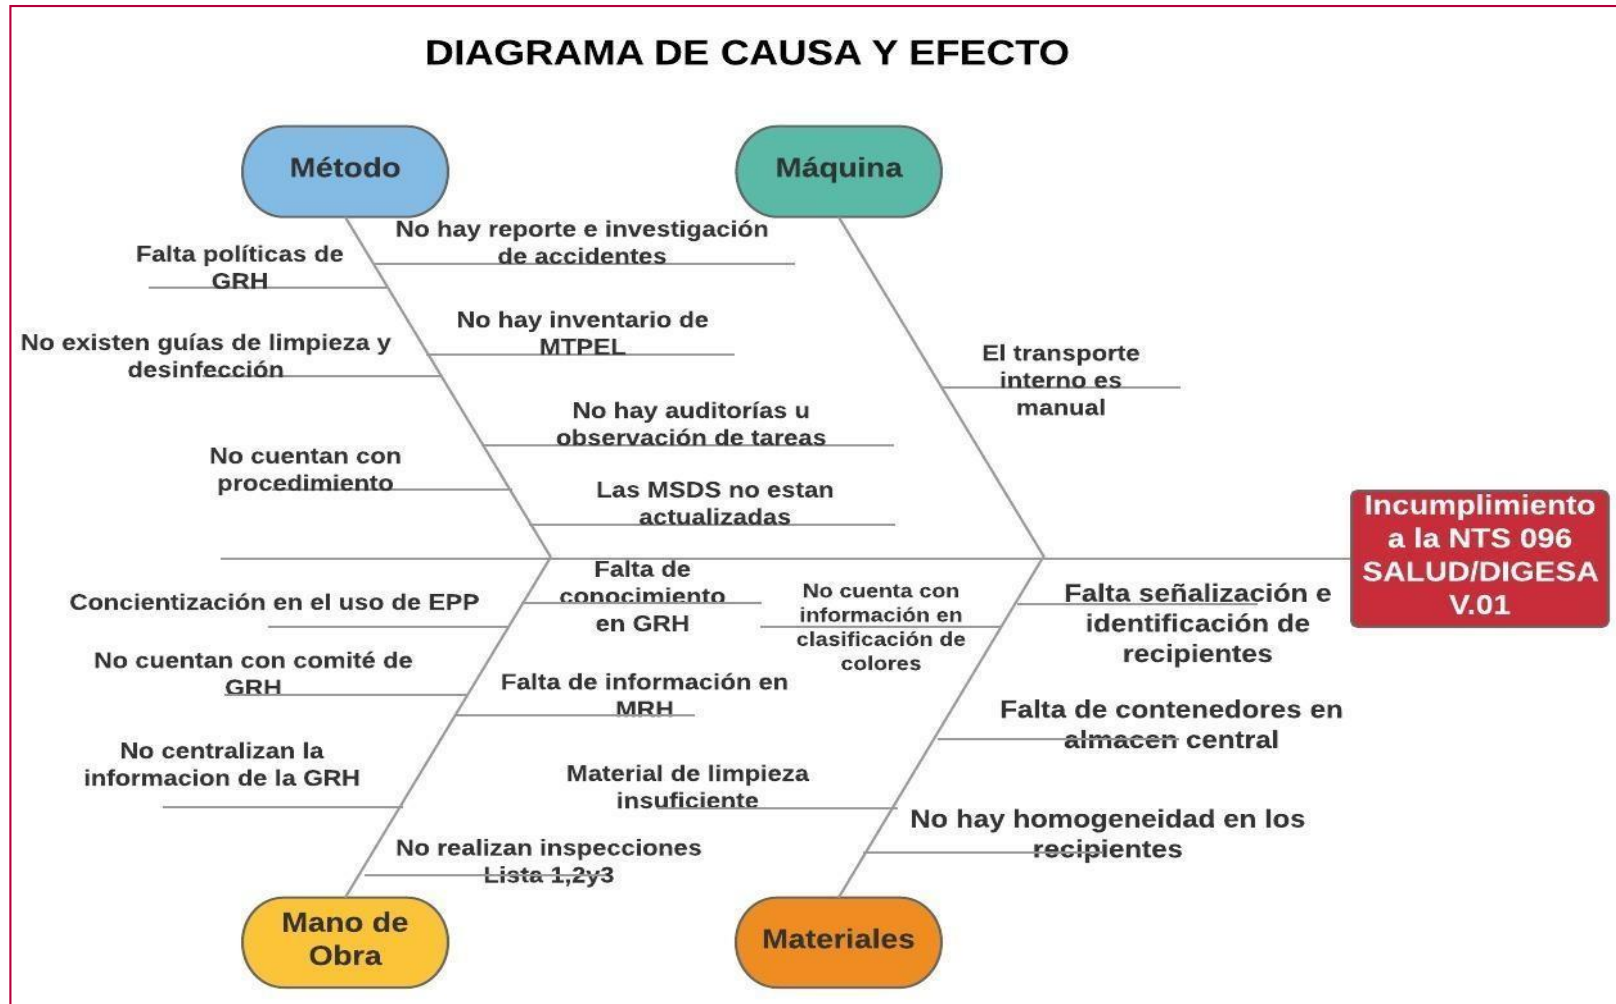 DIAGRAMA DE CAUSA Y EFECTO
Método
Máquina
No hay reporte e investigación
de accidentes
Falta políticas de
GRH
No hay inventario de
MTPEL
No existen guías de limpieza y
desinfección
El transporte
interno es
manual
No hay auditorías u
observación de tareas
No cuentan con
procedimiento
Las MSDS no estan
actualizadas
Incumplimiento
a la NTS 096
SALUD/DIGESA
V.01
Falta de
conocimiento
en GRH
Concientización en el uso de EPP
No cuenta con
información en
clasificación de
colores
Falta señalización e
identificación de
recipientes
No cuentan con comité de
GRH
Falta de información en
MRH
Falta de contenedores en
almacen central
No centralizan la
informacion de la GRH
Material de limpieza
insuficiente
No hay homogeneidad en los
recipientes
No realizan inspecciones
Lista 1,2y3
Mano de
Obra
Materiales